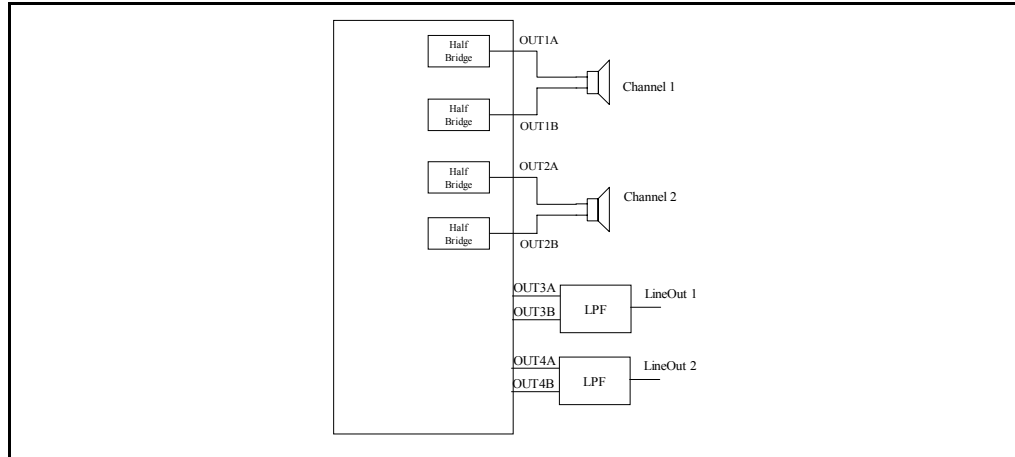 Half
Bridge
OUT1A
Channel 1
Half
Bridge
OUT1B
Half
Bridge
OUT2A
Channel 2
Half
Bridge
OUT2B
OUT3A
OUT3B
LPF
LineOut 1
OUT4A
OUT4B
LPF
LineOut 2